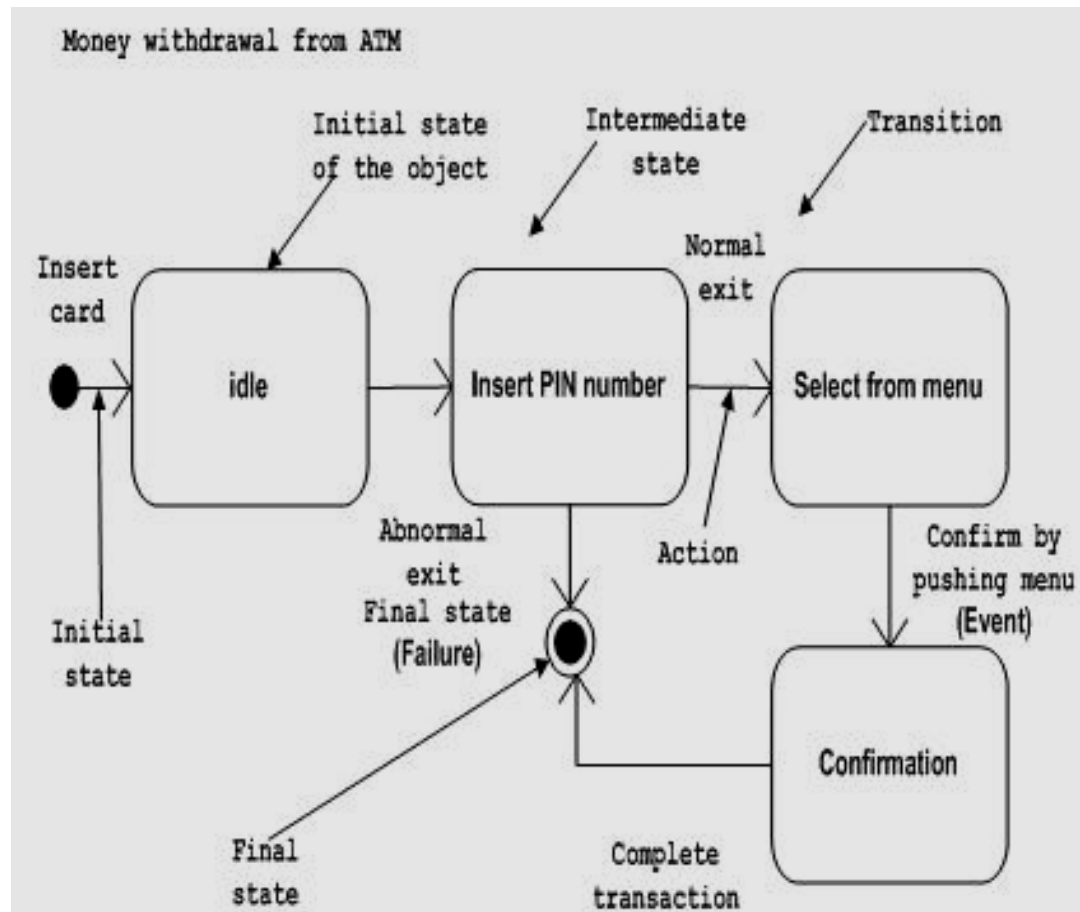 Money withdrawal from ATM
Initial state
of the object
Intermediate
state
Transition
Insert
card
Normal
exit
idle
Insert PIN number
Select from menu
Initial
state
Abnormal
exit
Final state
(Failure)
Action
Confirm by
pushing menu
(Event)
Confirmation
Final
state
Complete
transaction